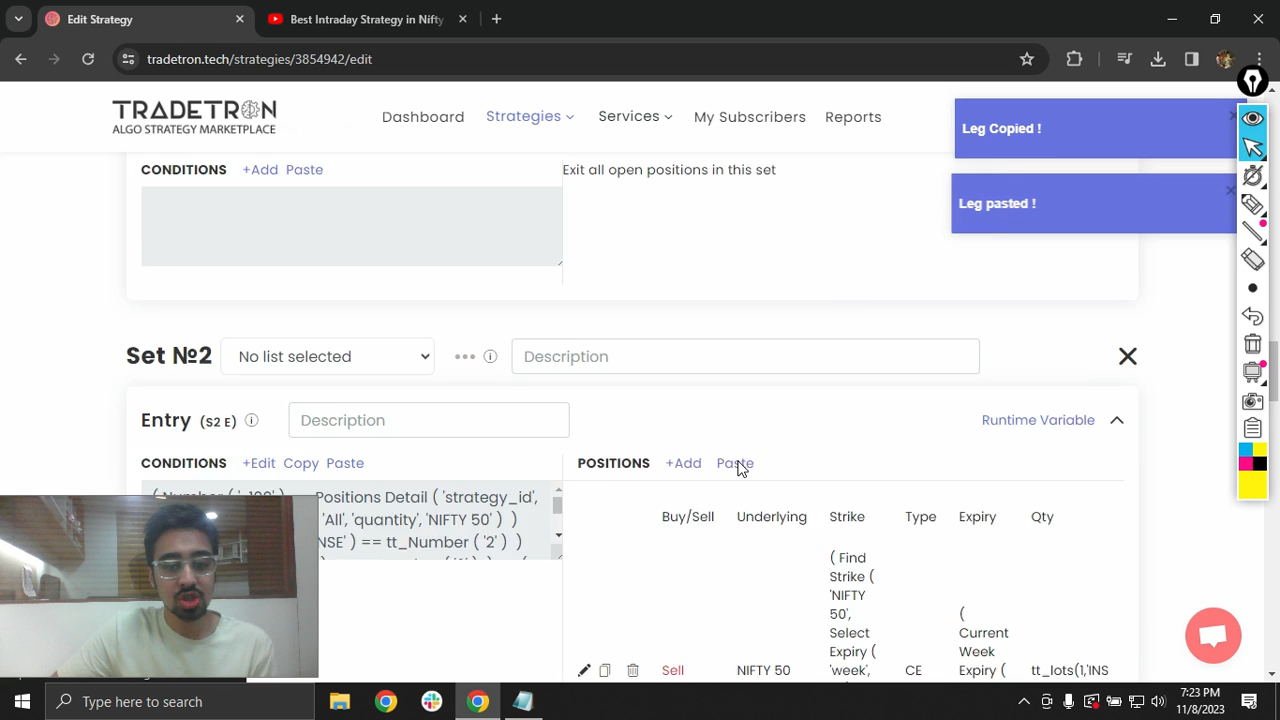 Edit Strategy
Best Intraday Strategy in Nifty
tradetron.tech/strategies/3854942/edit
TRADETRON
ALGO STRATEGY MARKETPLACE
Dashboard
Strategies
Services
My Subscribers
Reports
Leg Copied !
Leg pasted !
CONDITIONS +Add Paste
Exit all open positions in this set
Set №2
No list selected
Description
Entry (S2 E)
Description
Runtime Variable
CONDITIONS +Edit Copy Paste
POSITIONS +Add Paste
Positions Detail ( 'strategy_id',
'All', 'quantity', 'NIFTY 50' ) )
NSE' ) == tt_Number ( '2' ) )
Buy/Sell Underlying Strike Type Expiry Qty
( Find
Strike (
'NIFTY
50',
Select
Expiry (
'week',
(
Current
Week
Expiry (
Sell
NIFTY 50
CE
tt_lots(1,'INS
Type here to search
7:23 PM
11/8/2023